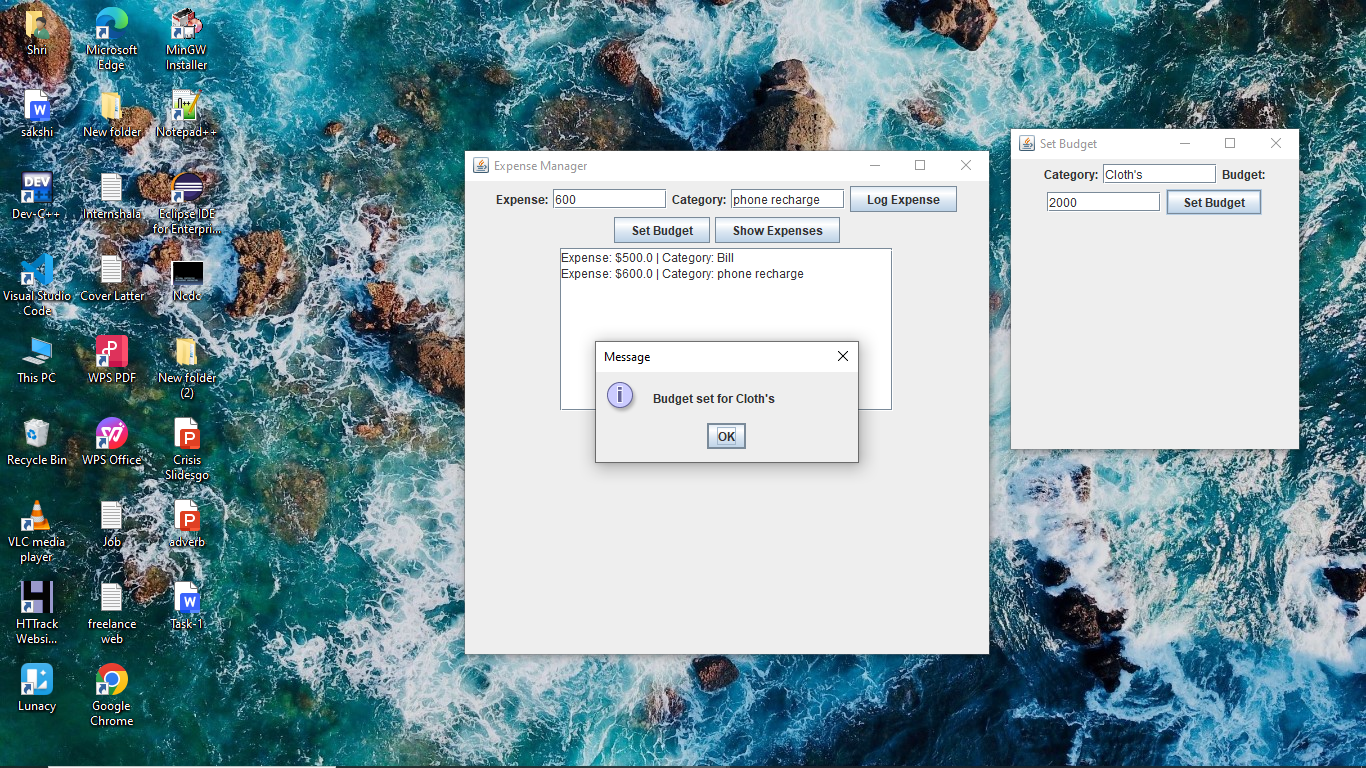 Shri
Microsoft
Edge
MinGW
Installer
sakshi
New folder
Notepad++
Dev-C++
Internshala
Eclipse IDE
for Enterpri...
Visual Studio
Code
Cover Latter
Ncdc
This PC
WPS PDF
New folder
(2)
Recycle Bin
WPS Office
Crisis
Slidesgo
VLC media
player
Job
adverb
HTTrack
Websi...
freelance
web
Task-1
Lunacy
Google
Chrome
Expense Manager
Expense: 600 Category: phone recharge Log Expense
Set Budget Show Expenses
Expense: $500.0 | Category: Bill
Expense: $600.0 | Category: phone recharge
Message
Budget set for Cloth's
OK
Set Budget
Category: Cloth's Budget:
2000 Set Budget